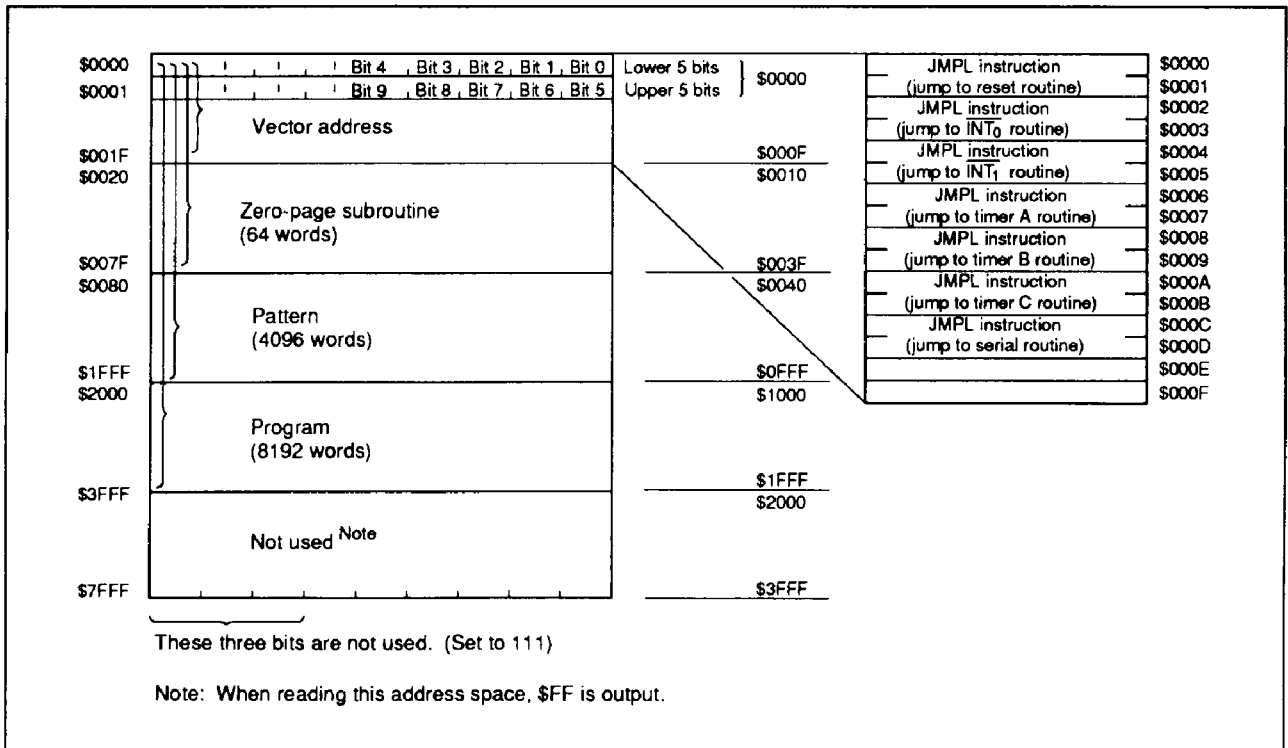 $0000 Bit 4 Bit 3 Bit 2 Bit 1 Bit 0 Lower 5 bits
$0001 Bit 9 Bit 8 Bit 7 Bit 6 Bit 5 Upper 5 bits
$0000
Vector address
$001F $000F
$0020 $0010
Zero-page subroutine
(64 words)
$007F $003F
$0080 $0040
Pattern
(4096 words)
$1FFF $0FFF
$2000 $1000
Program
(8192 words)
$3FFF $1FFF
$2000
Not used Note
$7FFF $3FFF
JMPL instruction $0000
(jump to reset routine) $0001
JMPL instruction $0002
(jump to INT0 routine) $0003
JMPL instruction $0004
(jump to INT1 routine) $0005
JMPL instruction $0006
(jump to timer A routine) $0007
JMPL instruction $0008
(jump to timer B routine) $0009
JMPL instruction $000A
(jump to timer C routine) $000B
JMPL instruction $000C
(jump to serial routine) $000D
$000E
$000F
These three bits are not used. (Set to 111)
Note: When reading this address space, $FF is output.